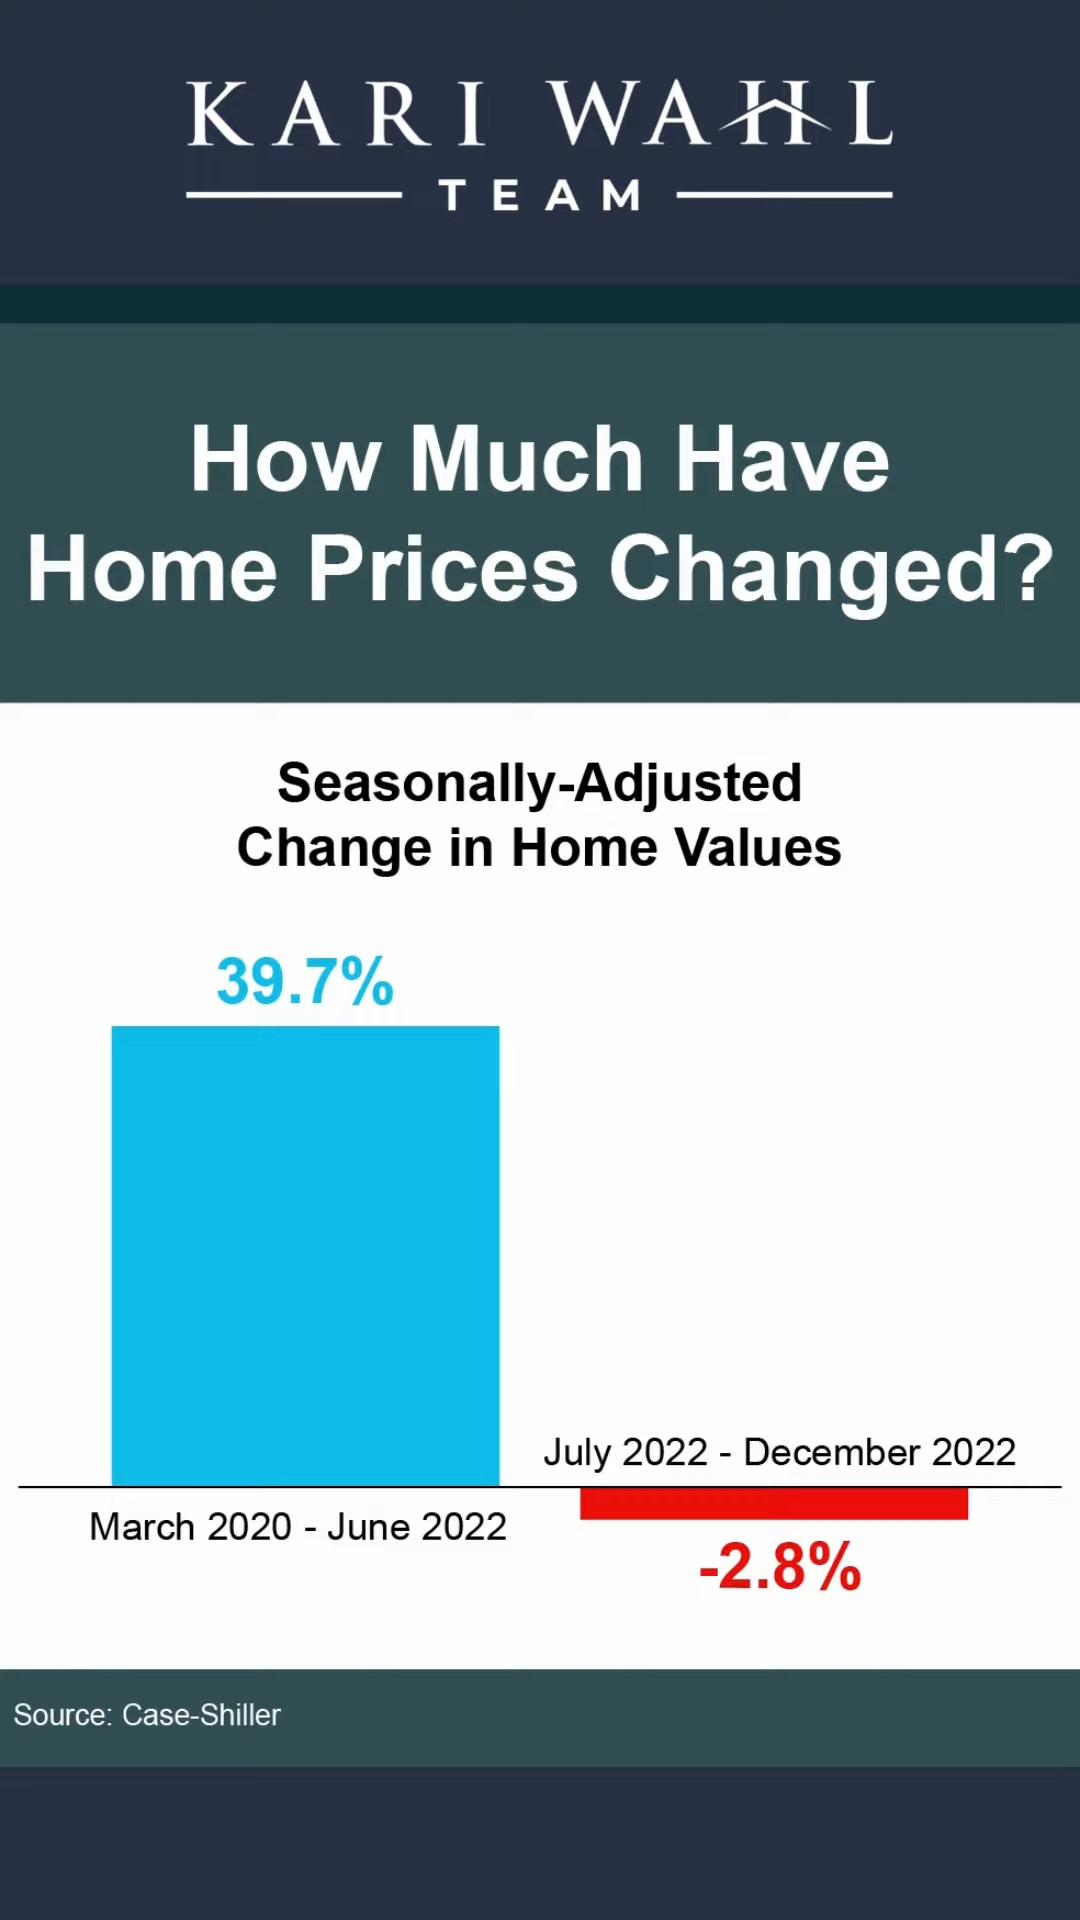 KARI WAHL
TEAM
How Much Have
Home Prices Changed?
Seasonally-Adjusted
Change in Home Values
39.7%
July 2022 - December 2022
March 2020 - June 2022
-2.8%
Source: Case-Shiller